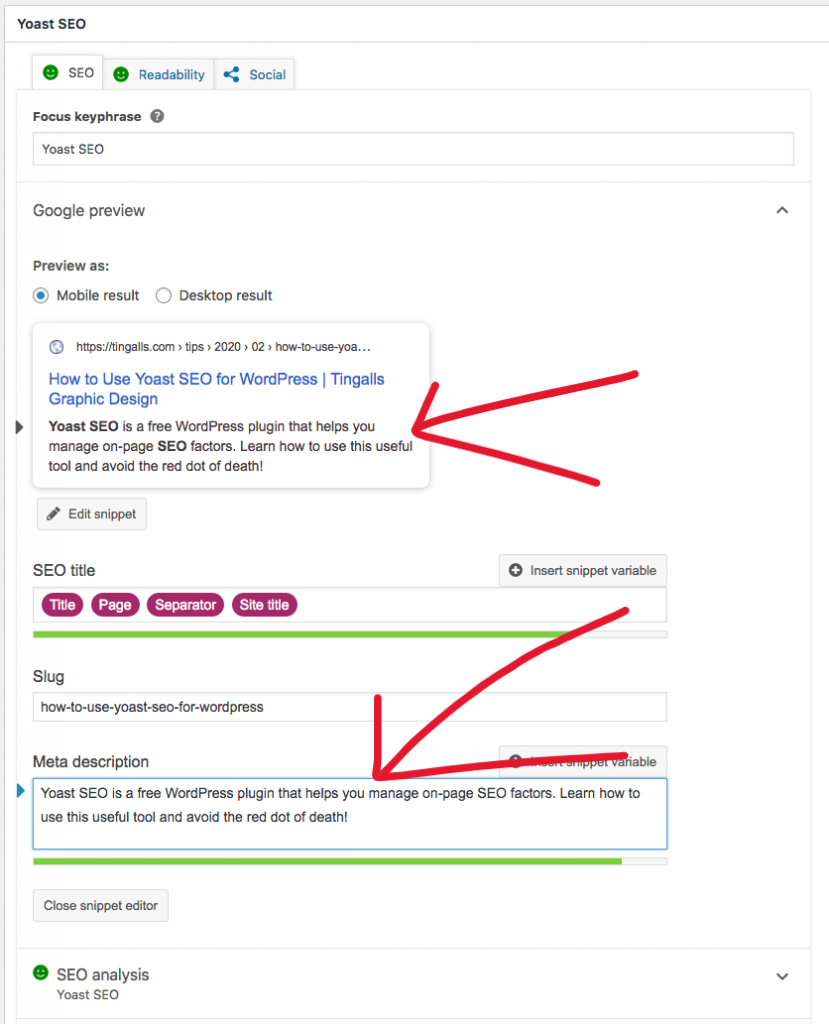 Yoast SEO
SEO Readability Social
Focus keyphrase ?
Yoast SEO
Google preview
Preview as:
Mobile result Desktop result
https://tingalls.com › tips › 2020 › 02 › how-to-use-yoa...
How to Use Yoast SEO for WordPress | Tingalls
Graphic Design
Yoast SEO is a free WordPress plugin that helps you
manage on-page SEO factors. Learn how to use this useful
tool and avoid the red dot of death!
Edit snippet
SEO title Insert snippet variable
Title Page Separator Site title
Slug
how-to-use-yoast-seo-for-wordpress
Meta description Insert snippet variable
Yoast SEO is a free WordPress plugin that helps you manage on-page SEO factors. Learn how to
use this useful tool and avoid the red dot of death!
Close snippet editor
SEO analysis
Yoast SEO